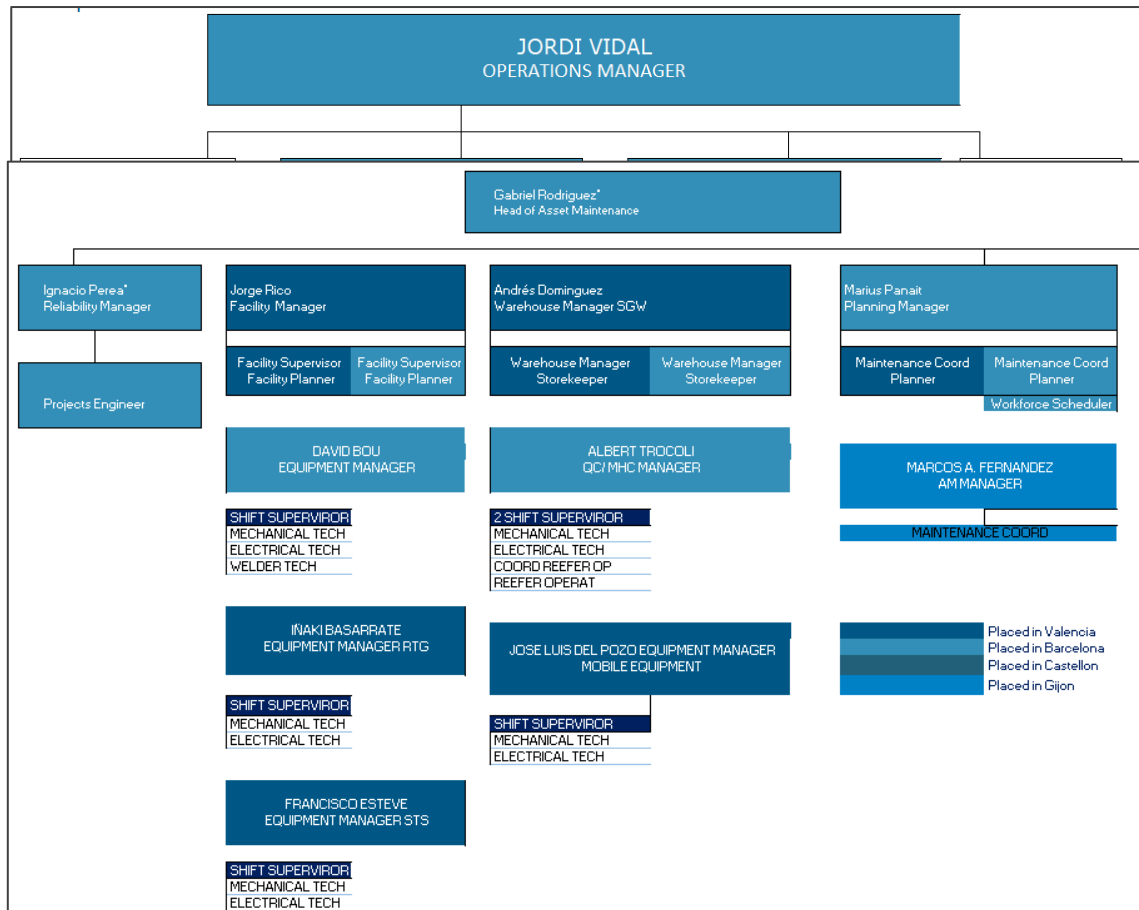 JORDI VIDAL
OPERATIONS MANAGER
Gabriel Rodriguez*
Head of Asset Maintenance
Ignacio Perea*
Reliability Manager
Projects Engineer
Jorge Rico
Facility Manager
Facility Supervisor
Facility Planner
Facility Supervisor
Facility Planner
Andrés Dominguez
Warehouse Manager SGW
Warehouse Manager
Storekeeper
Warehouse Manager
Storekeeper
Marius Panait
Planning Manager
Maintenance Coord
Planner
Maintenance Coord
Planner
Workforce Scheduler
DAVID BOU
EQUIPMENT MANAGER
SHIFT SUPERVIROR
MECHANICAL TECH
ELECTRICAL TECH
WELDER TECH
ALBERT TROCOLI
QC/ MHC MANAGER
2 SHIFT SUPERVIROR
MECHANICAL TECH
ELECTRICAL TECH
COORD REEFER OP
REEFER OPERAT
MARCOS A. FERNANDEZ
AM MANAGER
MAINTENANCE COORD
IÑAKI BASARRATE
EQUIPMENT MANAGER RTG
SHIFT SUPERVIROR
MECHANICAL TECH
ELECTRICAL TECH
JOSE LUIS DEL POZO EQUIPMENT MANAGER
MOBILE EQUIPMENT
SHIFT SUPERVIROR
MECHANICAL TECH
ELECTRICAL TECH
Placed in Valencia
Placed in Barcelona
Placed in Castellon
Placed in Gijon
FRANCISCO ESTEVE
EQUIPMENT MANAGER STS
SHIFT SUPERVIROR
MECHANICAL TECH
ELECTRICAL TECH